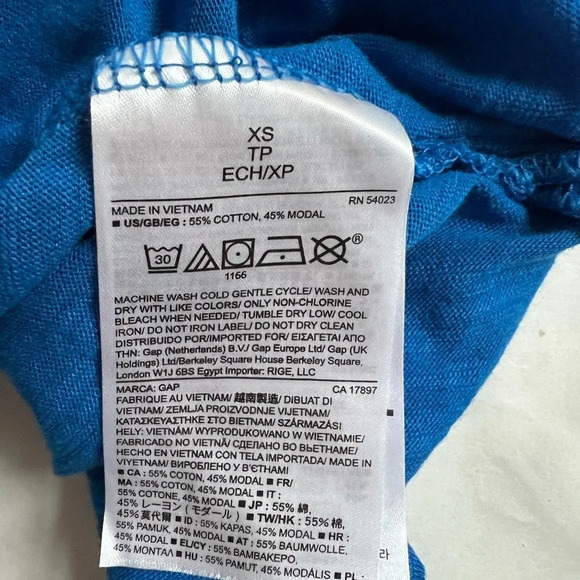 XS
TP
ECH/XP
MADE IN VIETNAM RN 54023
■ US/GB/EG : 55% COTTON, 45% MODAL
30 ®
1166
MACHINE WASH COLD GENTLE CYCLE/ WASH AND
DRY WITH LIKE COLORS/ ONLY NON-CHLORINE
BLEACH WHEN NEEDED/ TUMBLE DRY LOW/ COOL
IRON/ DO NOT IRON LABEL/ DO NOT DRY CLEAN
DISTRIBUIDO POR/IMPORTED FOR/ ΕΙΣΑΓΕΤΑΙ ΑΠΟ
THN: Gap (Netherlands) B.V./ Gap Europe Ltd/ Gap (UK
Holdings) Ltd/Berkeley Square House Berkeley Square,
London W1J 6BS Egypt Importer: RIGE, LLC
MARCA: GAP CA 17897
FABRIQUE AU VIETNAM/ 越南製造/ DIBUAT DI
VIETNAM/ ZEMLJA PROIZVODNJE VIJETNAM/
ΚΑΤΑΣΚΕΥΑΣΤΗΚΕ ΣΤΟ ΒΙΕΤΝΑΜ/ SZÁRMAZÁSI
HELY: VIETNÁM/ WYPRODUKOWANO W WIETNAMIE/
FABRICADO NO VIETNÃ/ СДЕЛАНО ВО ВЬЕТНАМЕ/
HECHO EN VIETNAM CON TELA IMPORTADA/ MADE IN
VIYETNAM/ ВИРОБЛЕНО У В'ЄТНАМІ
■ CA : 55% COTON, 45% MODAL ■ FR/
MA : 55% COTON, 45% MODAL ■ IT :
55% COTONE, 45% MODAL ■ JP : 55% 綿,
45% レーヨン ( モダール ) ■ TW/HK : 55% 棉,
45% 莫代爾 ■ ID : 55% KAPAS, 45% MODAL ■ HR :
55% PAMUK, 45% MODAL ■ AT : 55% BAUMWOLLE,
45% MODAL ■ EL/CY : 55% ΒΑΜΒΑΚΕΡΟ,
45% ΜΟΝΤΑΛ ■ HU : 55% PAMUT, 45% MODÁL ■ PL :